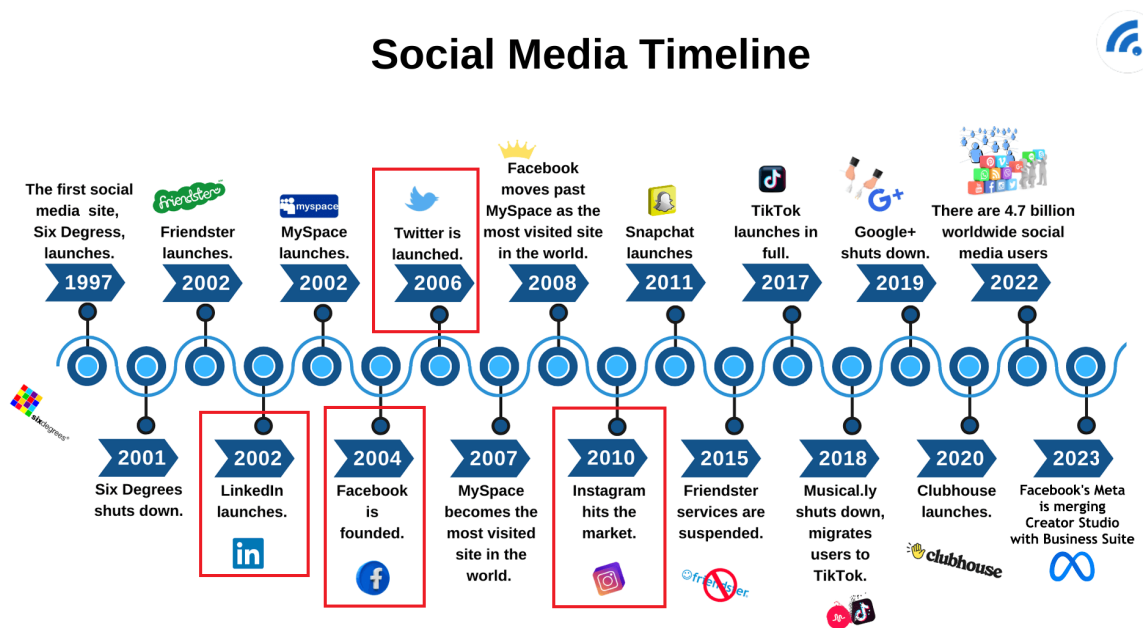 Social Media Timeline
The first social
media site,
Six Degress,
launches.
1997
friendster
Friendster
launches.
2002
myspace
MySpace
launches.
2002
Twitter is
launched.
2006
Facebook
moves past
MySpace as the
most visited site
in the world.
2008
Snapchat
launches
2011
TikTok
launches in
full.
2017
G+
Google+
shuts down.
2019
There are 4.7 billion
worldwide social
media users
2022
sixdegrees
2001
Six Degrees
shuts down.
2002
LinkedIn
launches.
in
2004
Facebook
is
founded.
f
2007
MySpace
becomes the
most visited
site in the
world.
2010
Instagram
hits the
market.
2015
Friendster
services are
suspended.
friendster
2018
Musical.ly
shuts down,
migrates
users to
TikTok.
2020
Clubhouse
launches.
clubhouse
2023
Facebook's Meta
is merging
Creator Studio
with Business Suite